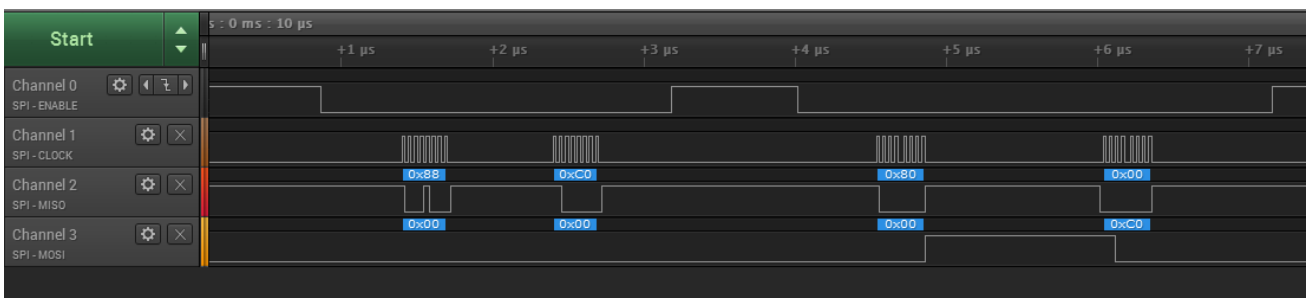 s : 0 ms : 10 µs
Start
+1 µs
+2 µs
+3 µs
+4 µs
+5 µs
+6 µs
+7 µs
Channel 0
SPI - ENABLE
Channel 1
SPI - CLOCK
0x88
0xC0
0x80
0x00
Channel 2
SPI - MISO
0x00
0x00
0x00
0xC0
Channel 3
SPI - MOSI